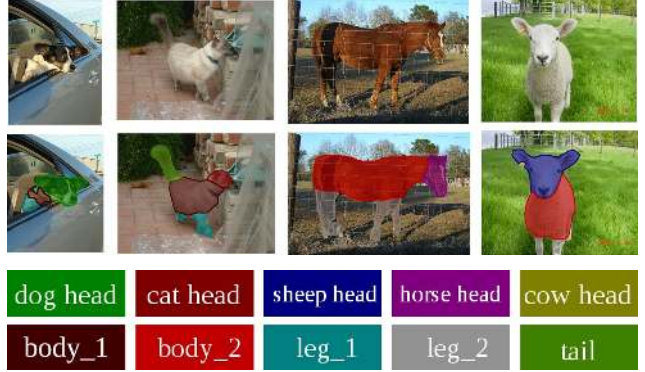 dog head
cat head
sheep head
horse head
cow head
body_1
body_2
leg_1
leg_2
tail